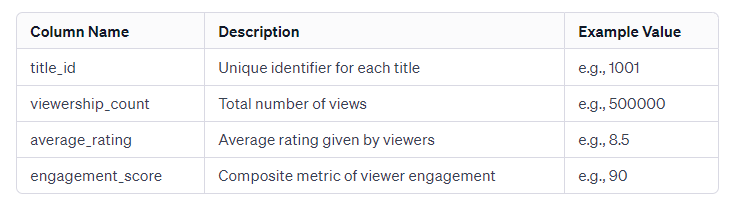 Column Name Description Example Value
title_id Unique identifier for each title e.g., 1001
viewership_count Total number of views e.g., 500000
average_rating Average rating given by viewers e.g., 8.5
engagement_score Composite metric of viewer engagement e.g., 90